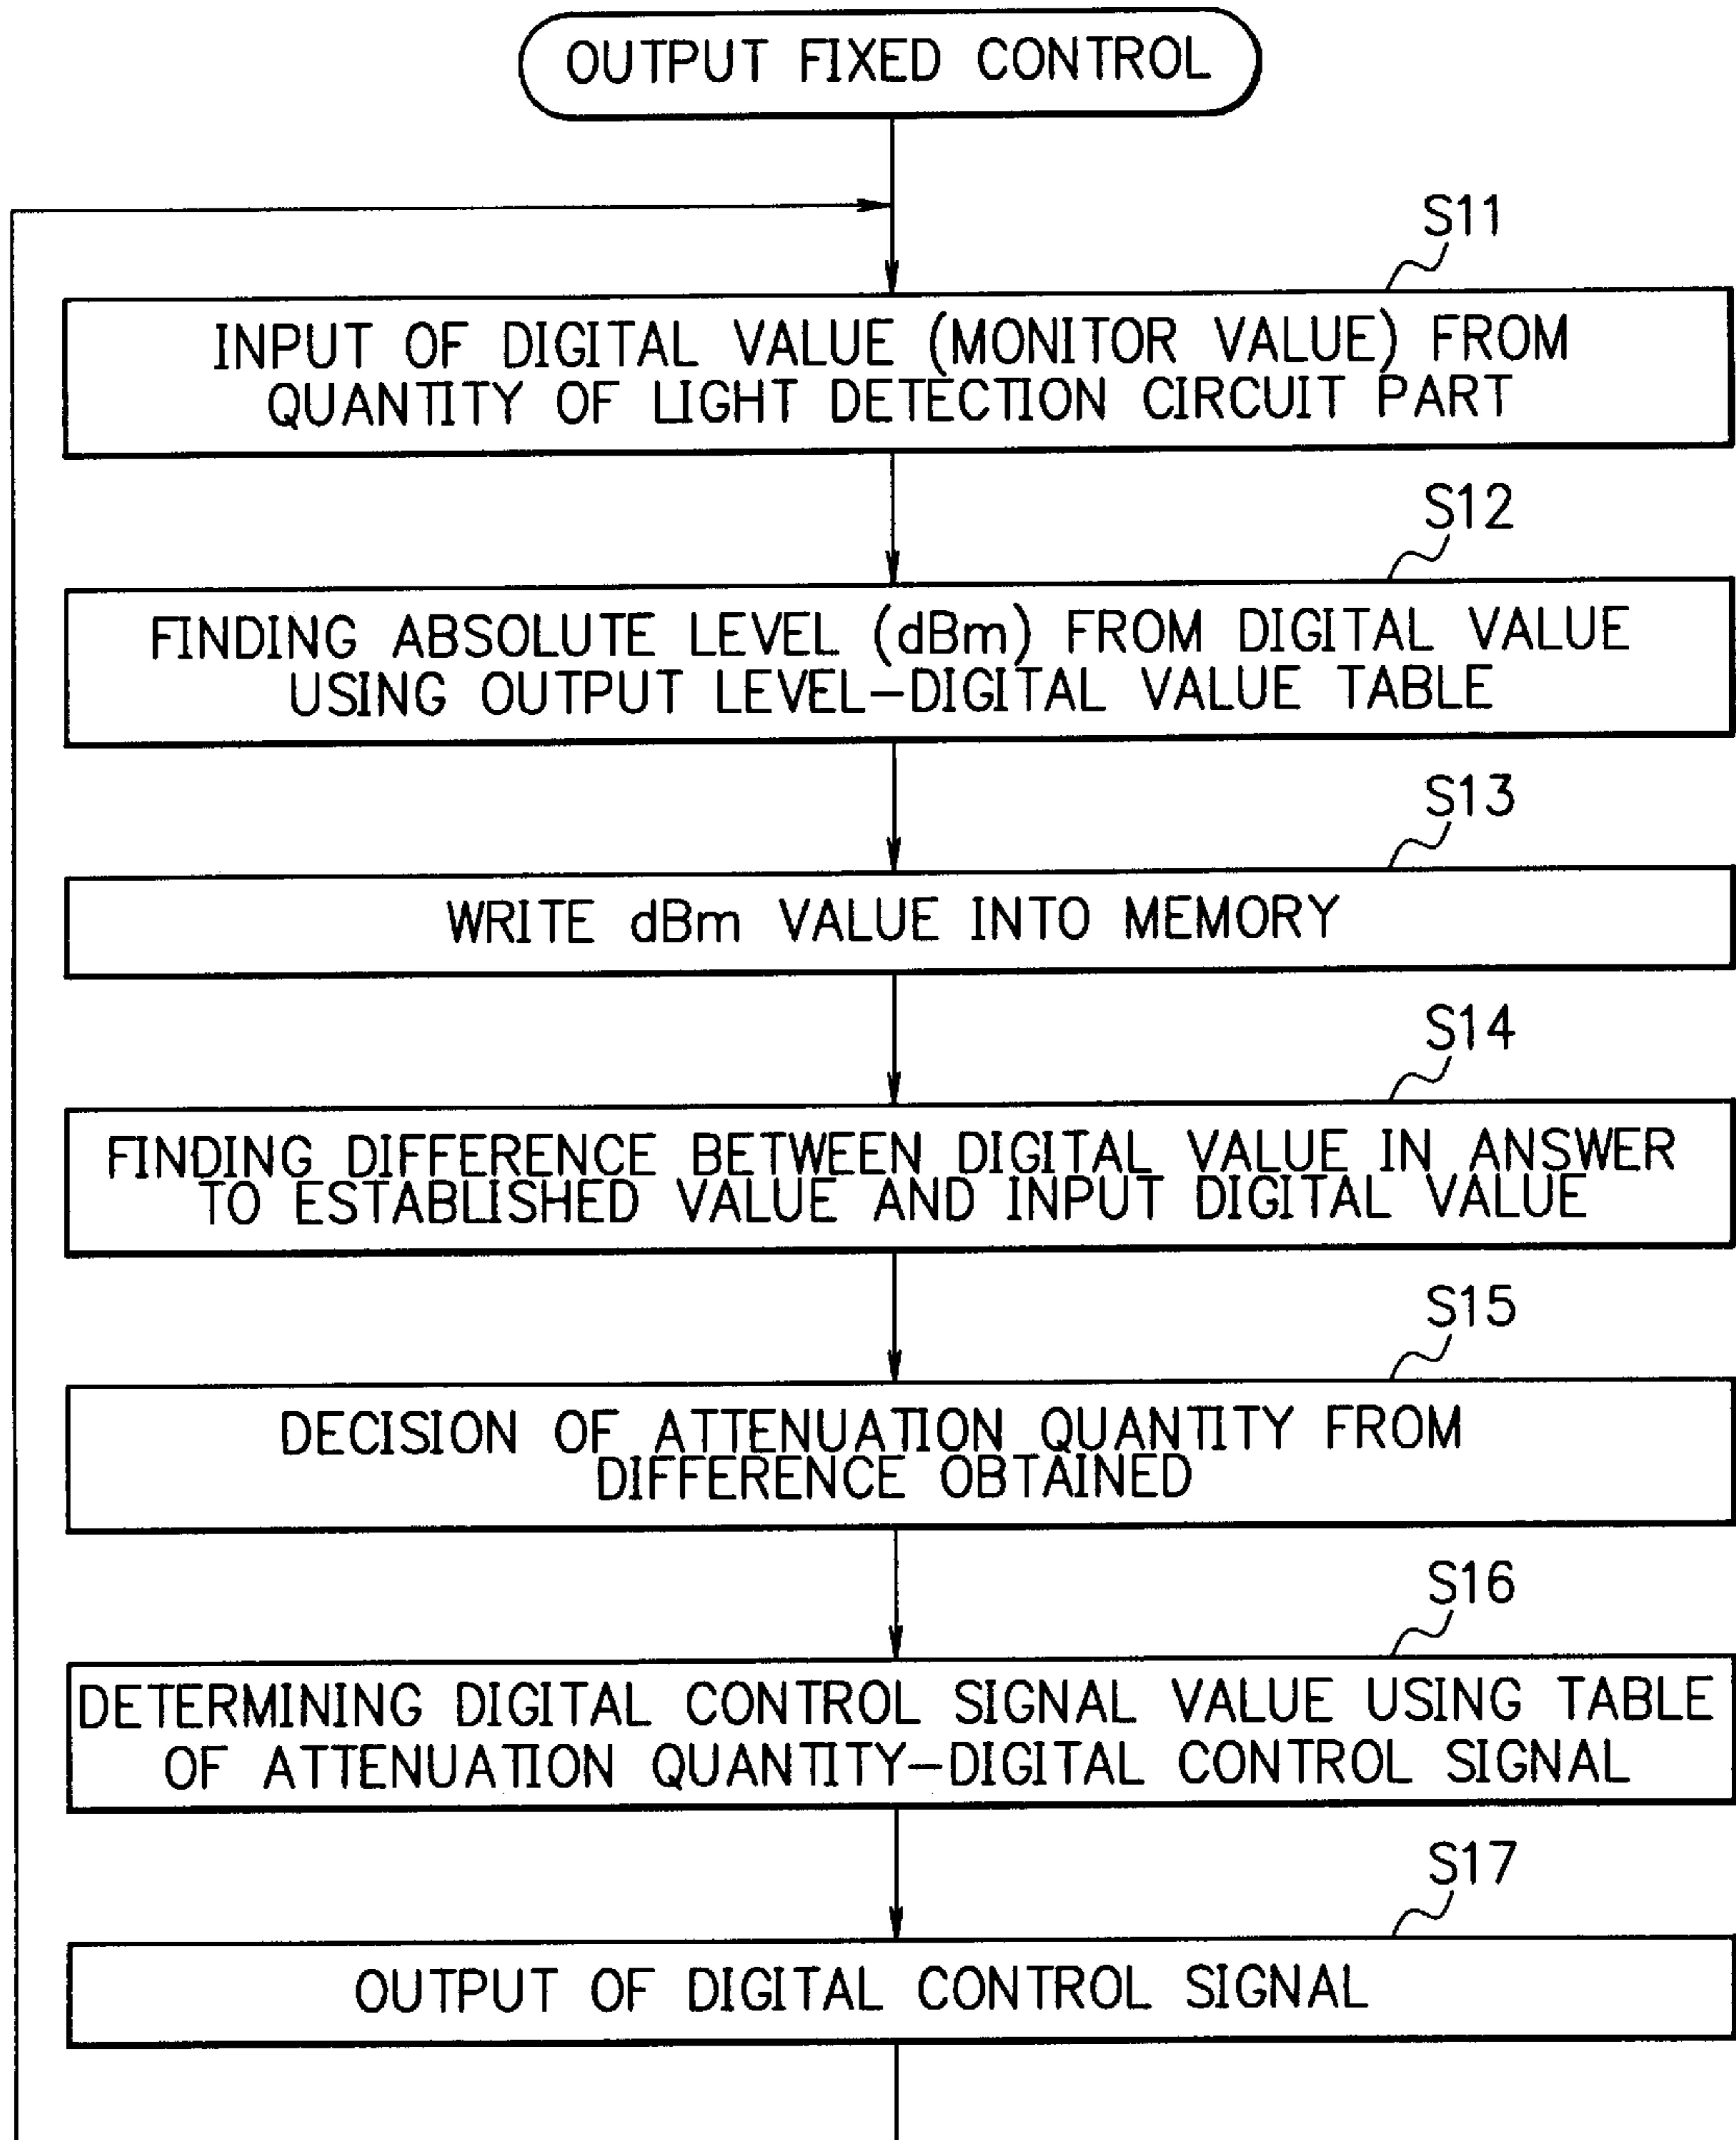 OUTPUT FIXED CONTROL
S11
INPUT OF DIGITAL VALUE (MONITOR VALUE) FROM
QUANTITY OF LIGHT DETECTION CIRCUIT PART
S12
FINDING ABSOLUTE LEVEL (dBm) FROM DIGITAL VALUE
USING OUTPUT LEVEL-DIGITAL VALUE TABLE
S13
WRITE dBm VALUE INTO MEMORY
S14
FINDING DIFFERENCE BETWEEN DIGITAL VALUE IN ANSWER
TO ESTABLISHED VALUE AND INPUT DIGITAL VALUE
S15
DECISION OF ATTENUATION QUANTITY FROM
DIFFERENCE OBTAINED
S16
DETERMINING DIGITAL CONTROL SIGNAL VALUE USING TABLE
OF ATTENUATION QUANTITY-DIGITAL CONTROL SIGNAL
S17
OUTPUT OF DIGITAL CONTROL SIGNAL